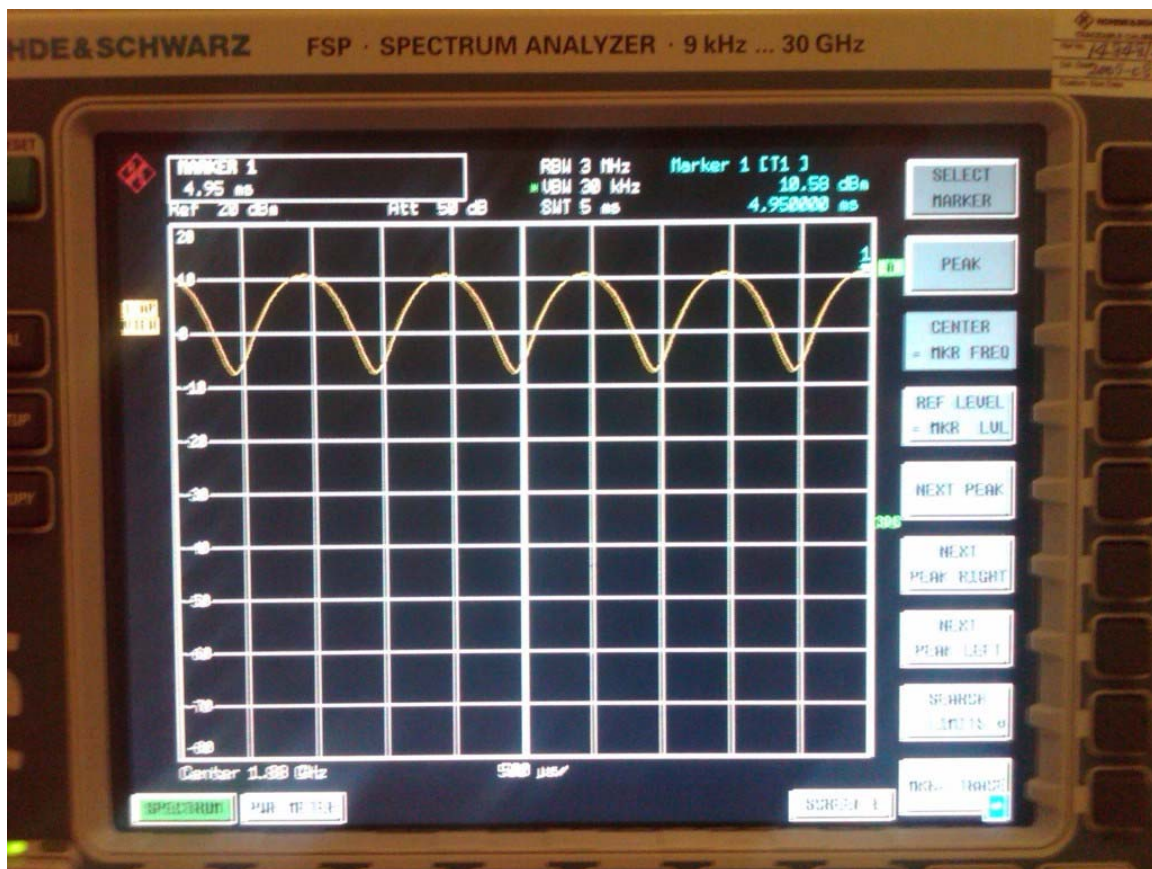 HDE&SCHWARZ FSP · SPECTRUM ANALYZER · 9 kHz ... 30 GHz
MARKER 1
4.95 ms
RBW 3 MHz
VBW 30 kHz
SWT 5 ms
Marker 1 [T1 ]
10.58 dBm
4.950000 ms
Ref 20 dBm
Att 50 dB
20
10
0
-10
-20
-30
-40
-50
-60
-70
-80
1
Center 1.88 GHz
500 µs/
SPECTRUM
SELECT
MARKER
PEAK
CENTER
= MKR FREQ
REF LEVEL
= MKR LVL
NEXT PEAK
NEXT
PEAK RIGHT
NEXT
PEAK LEFT
SEARCH